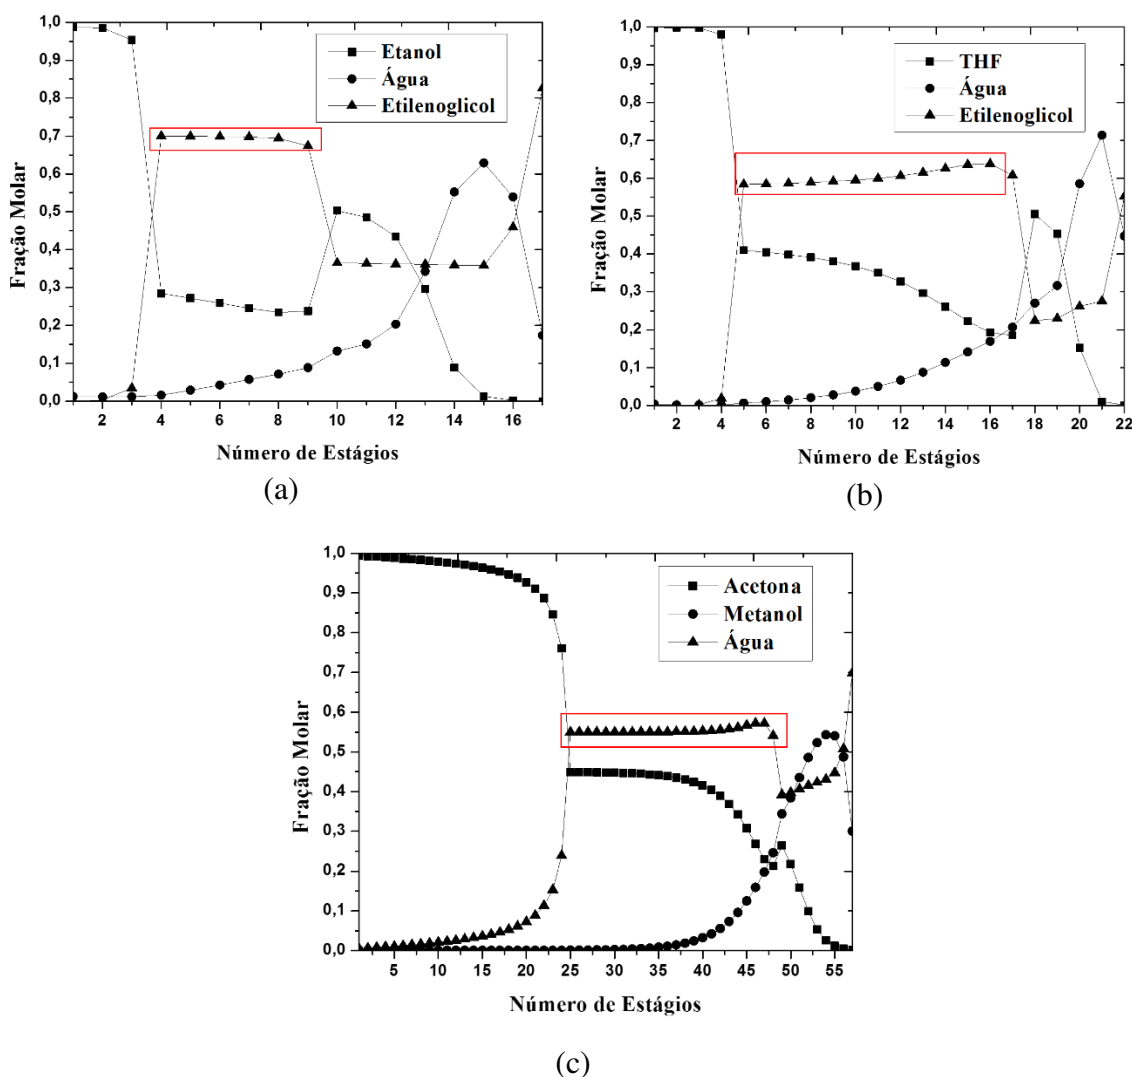 1,0
0,9
0,8
0,7
0,6
0,5
0,4
0,3
0,2
0,1
0,0
Fração Molar
Etanol
Água
Etilenoglicol
2 4 6 8 10 12 14 16
Número de Estágios
(a)
1,0
0,9
0,8
0,7
0,6
0,5
0,4
0,3
0,2
0,1
0,0
Fração Molar
THF
Água
Etilenoglicol
2 4 6 8 10 12 14 16 18 20 22
Número de Estágios
(b)
1,0
0,9
0,8
0,7
0,6
0,5
0,4
0,3
0,2
0,1
0,0
Fração Molar
Acetona
Metanol
Água
5 10 15 20 25 30 35 40 45 50 55
Número de Estágios
(c)